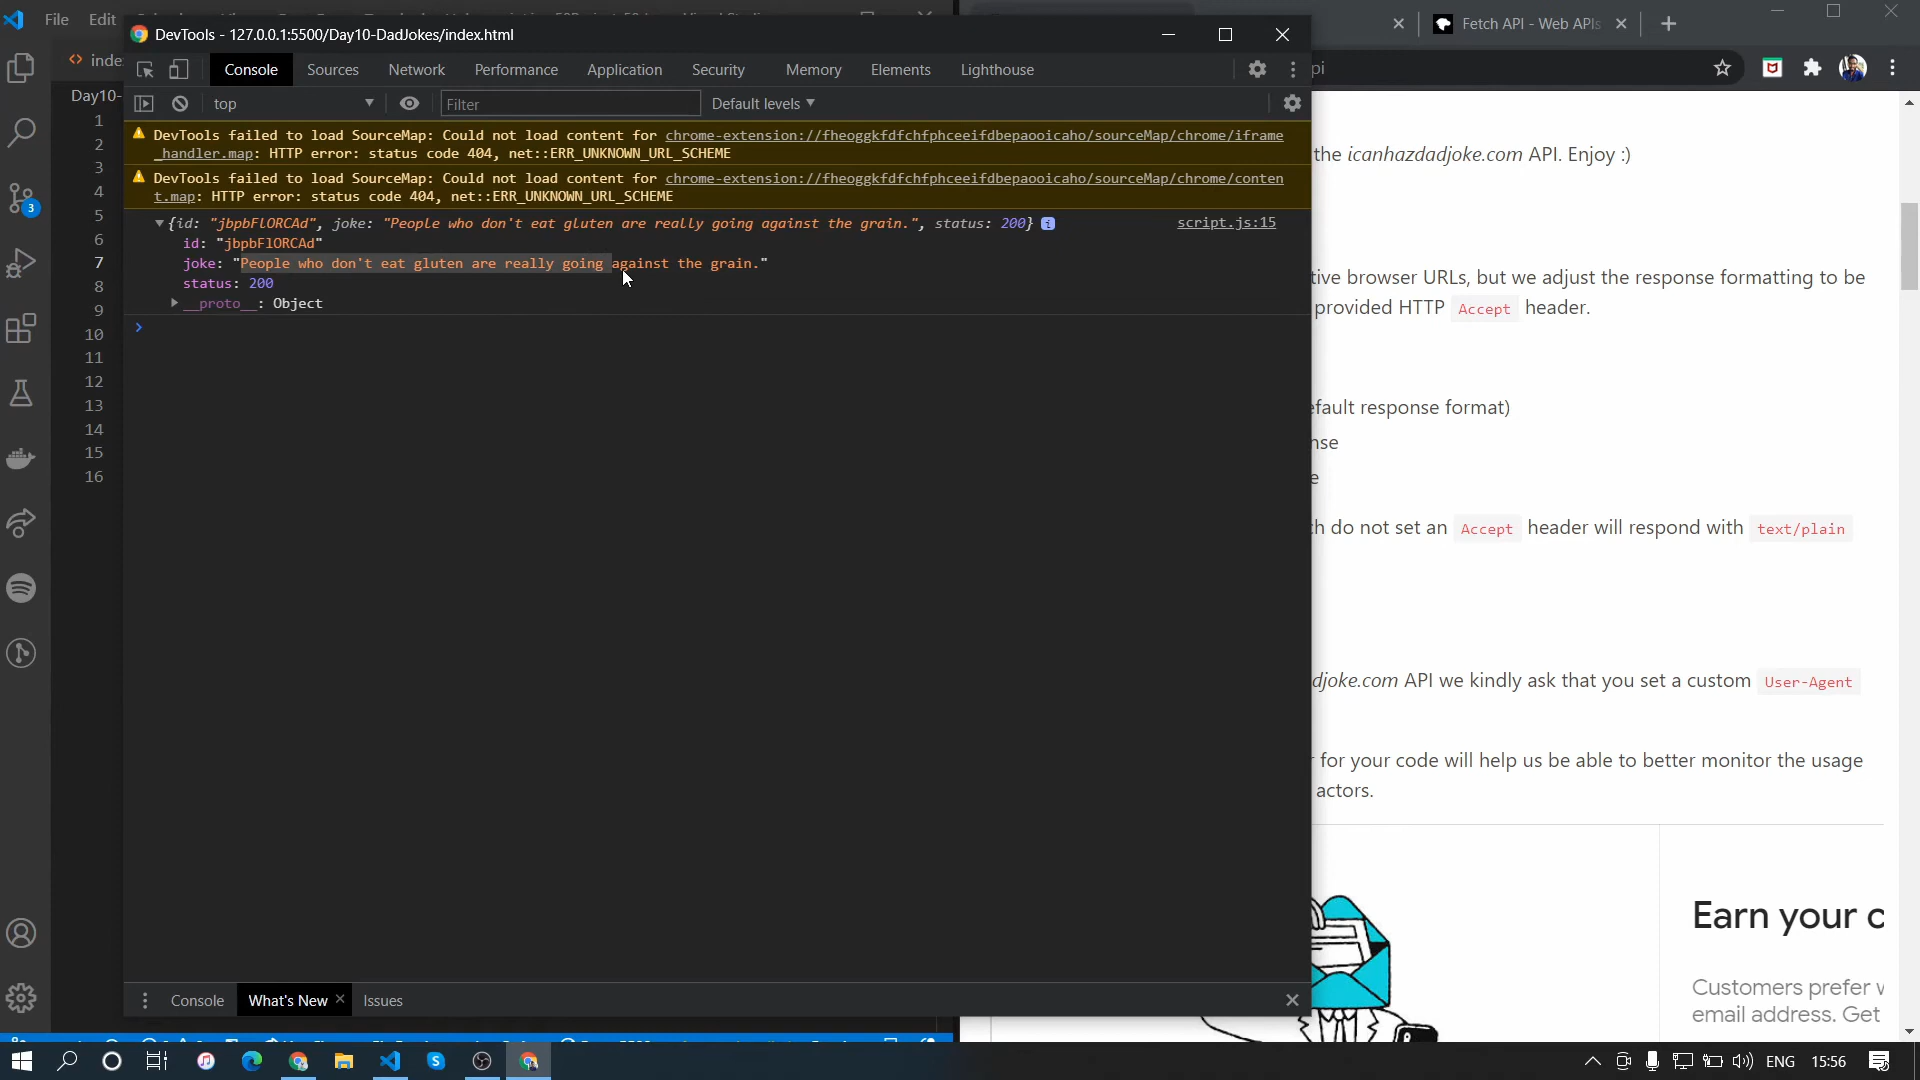 File Edit
DevTools - 127.0.0.1:5500/Day10-DadJokes/index.html
Fetch API - Web APIs
Console Sources Network Performance Application Security Memory Elements Lighthouse
top Filter Default levels
Day10-
1
2
3
4
5
6
7
8
9
10
11
12
13
14
15
16
3
DevTools failed to load SourceMap: Could not load content for chrome-extension://fheoggkfdfchfphceeifdbepaooicaho/sourceMap/chrome/iframe
_handler.map: HTTP error: status code 404, net::ERR_UNKNOWN_URL_SCHEME
DevTools failed to load SourceMap: Could not load content for chrome-extension://fheoggkfdfchfphceeifdbepaooicaho/sourceMap/chrome/conten
t.map: HTTP error: status code 404, net::ERR_UNKNOWN_URL_SCHEME
{id: "jbpbFlORCAd", joke: "People who don't eat gluten are really going against the grain.", status: 200} script.js:15
id: "jbpbFlORCAd"
joke: "People who don't eat gluten are really going against the grain."
status: 200
__proto__: Object
Console What's New Issues
the icanhazdadjoke.com API. Enjoy :)
tive browser URLs, but we adjust the response formatting to be
provided HTTP Accept header.
efault response format)
nse
e
ch do not set an Accept header will respond with text/plain
djoke.com API we kindly ask that you set a custom User-Agent
for your code will help us be able to better monitor the usage
actors.
Earn your c
Customers prefer
email address. Get
ENG 15:56